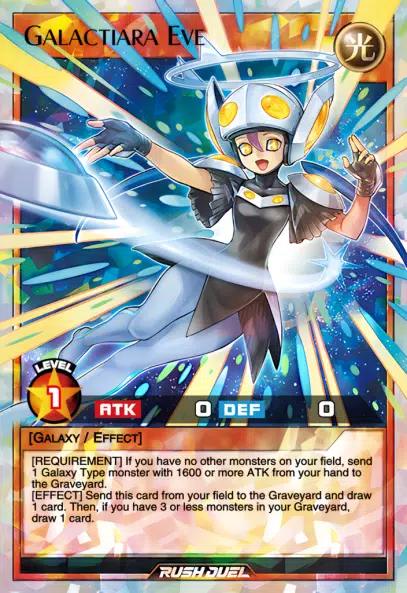 GALACTIARA EVE
光
LEVEL
1
ATK 0 DEF 0
[GALAXY / EFFECT]
[REQUIREMENT] If you have no other monsters on your field, send
1 Galaxy Type monster with 1600 or more ATK from your hand to
the Graveyard.
[EFFECT] Send this card from your field to the Graveyard and draw
1 card. Then, if you have 3 or less monsters in your Graveyard,
draw 1 card.
RUSH DUEL